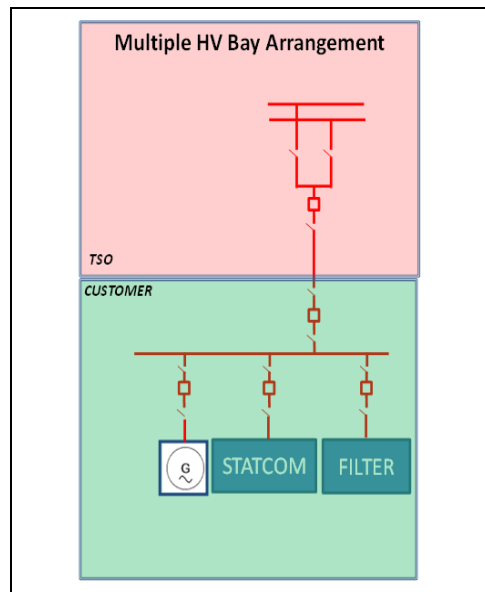 Multiple HV Bay Arrangement
TSO
CUSTOMER
G
STATCOM
FILTER